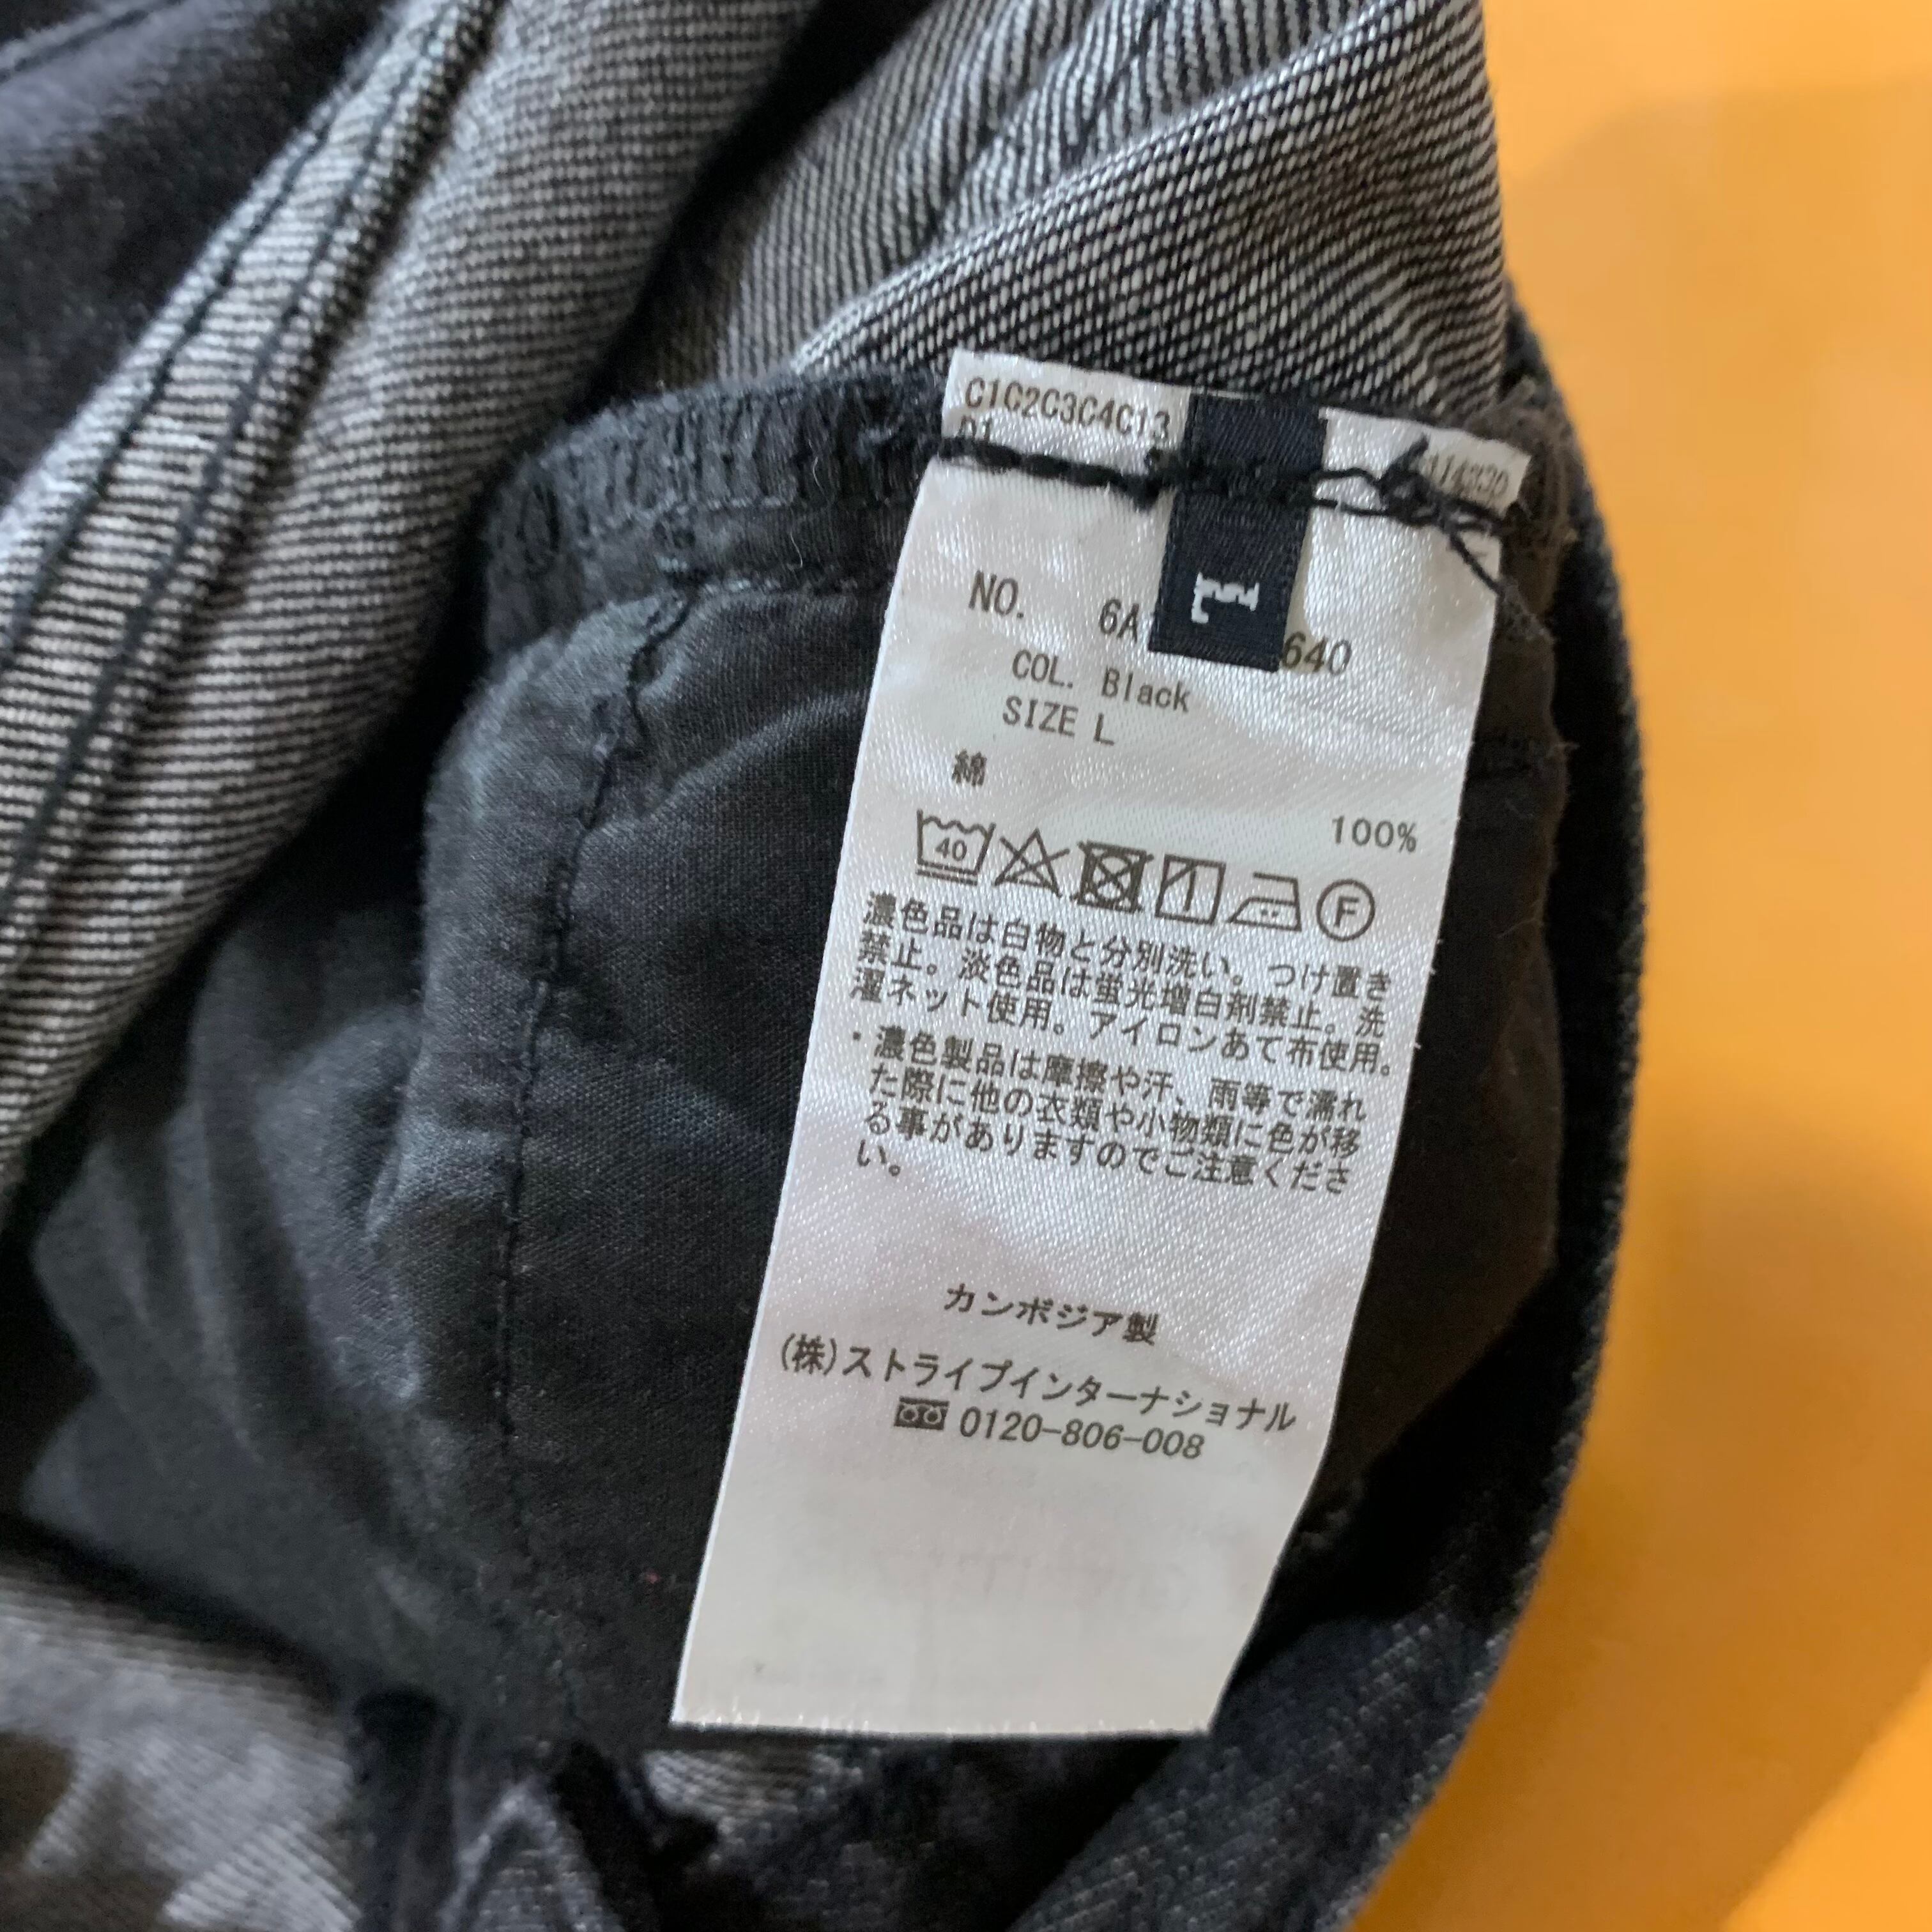 C1C2C3C4C13
D1
L
NO. 6A 640
COL. Black
SIZE L
綿 100%
40
F
濃色品は白物と分別洗い。つけ置き
禁止。淡色品は蛍光増白剤禁止。洗
濯ネット使用。アイロンあて布使用。
・濃色製品は摩擦や汗、雨等で濡れ
た際に他の衣類や小物類に色が移
る事がありますのでご注意くださ
い。
カンボジア製
(株)ストライプインターナショナル
0120-806-008